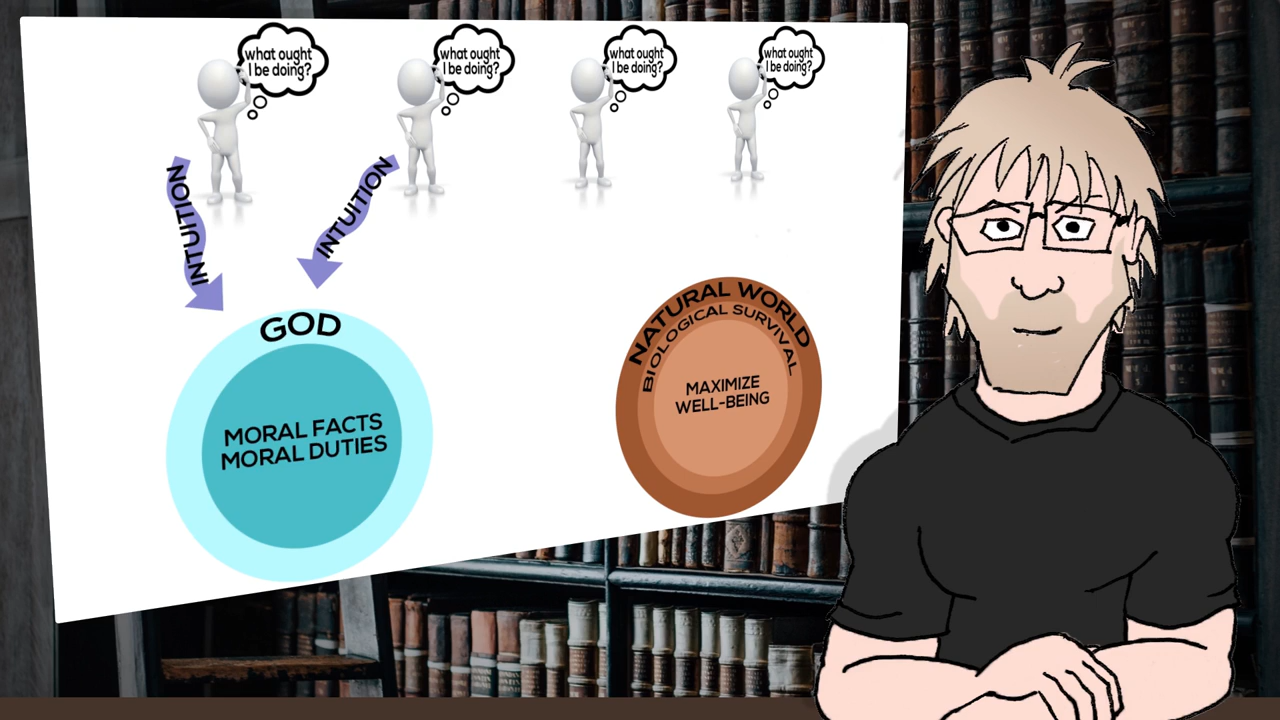 what ought
I be doing?
what ought
I be doing?
what ought
I be doing?
what ought
I be doing?
INTUITION
INTUITION
GOD
MORAL FACTS
MORAL DUTIES
NATURAL WORLD
BIOLOGICAL SURVIVAL
MAXIMIZE
WELL-BEING